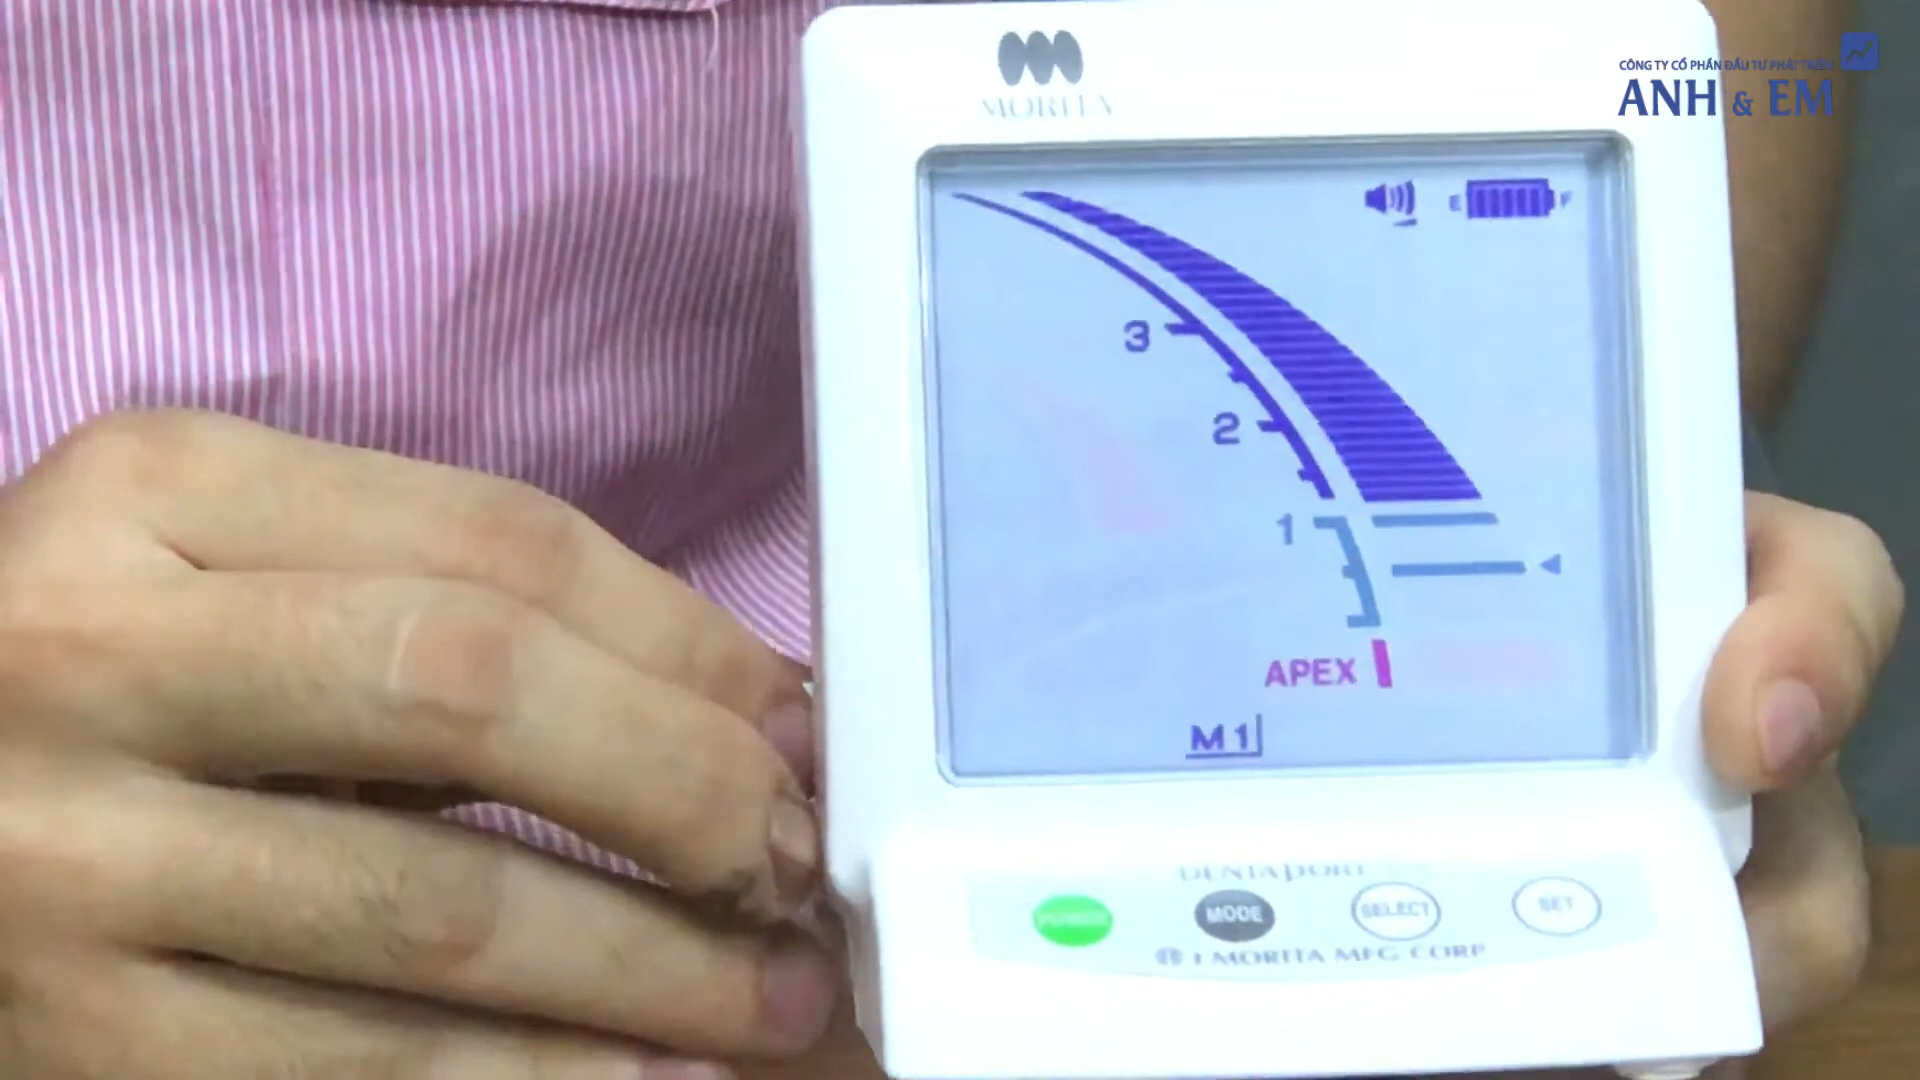 MORITA
CÔNG TY CỔ PHẦN ĐẦU TƯ PHÁT TRIỂN
ANH & EM
E F
3
2
1
APEX
M1
DENTAPORT
POWER MODE SELECT SET
J. MORITA MFG. CORP